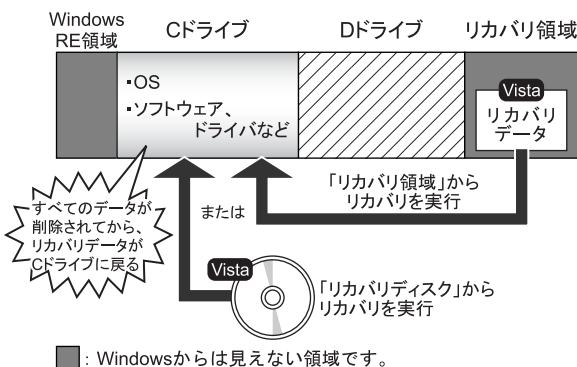 Windows
RE領域
Cドライブ
Dドライブ
リカバリ領域
・OS
・ソフトウェア、
ドライバなど
Vista
リカバリ
データ
すべてのデータが
削除されてから、
リカバリデータが
Cドライブに戻る
または
「リカバリ領域」から
リカバリを実行
Vista
「リカバリディスク」から
リカバリを実行
：Windowsからは見えない領域です。